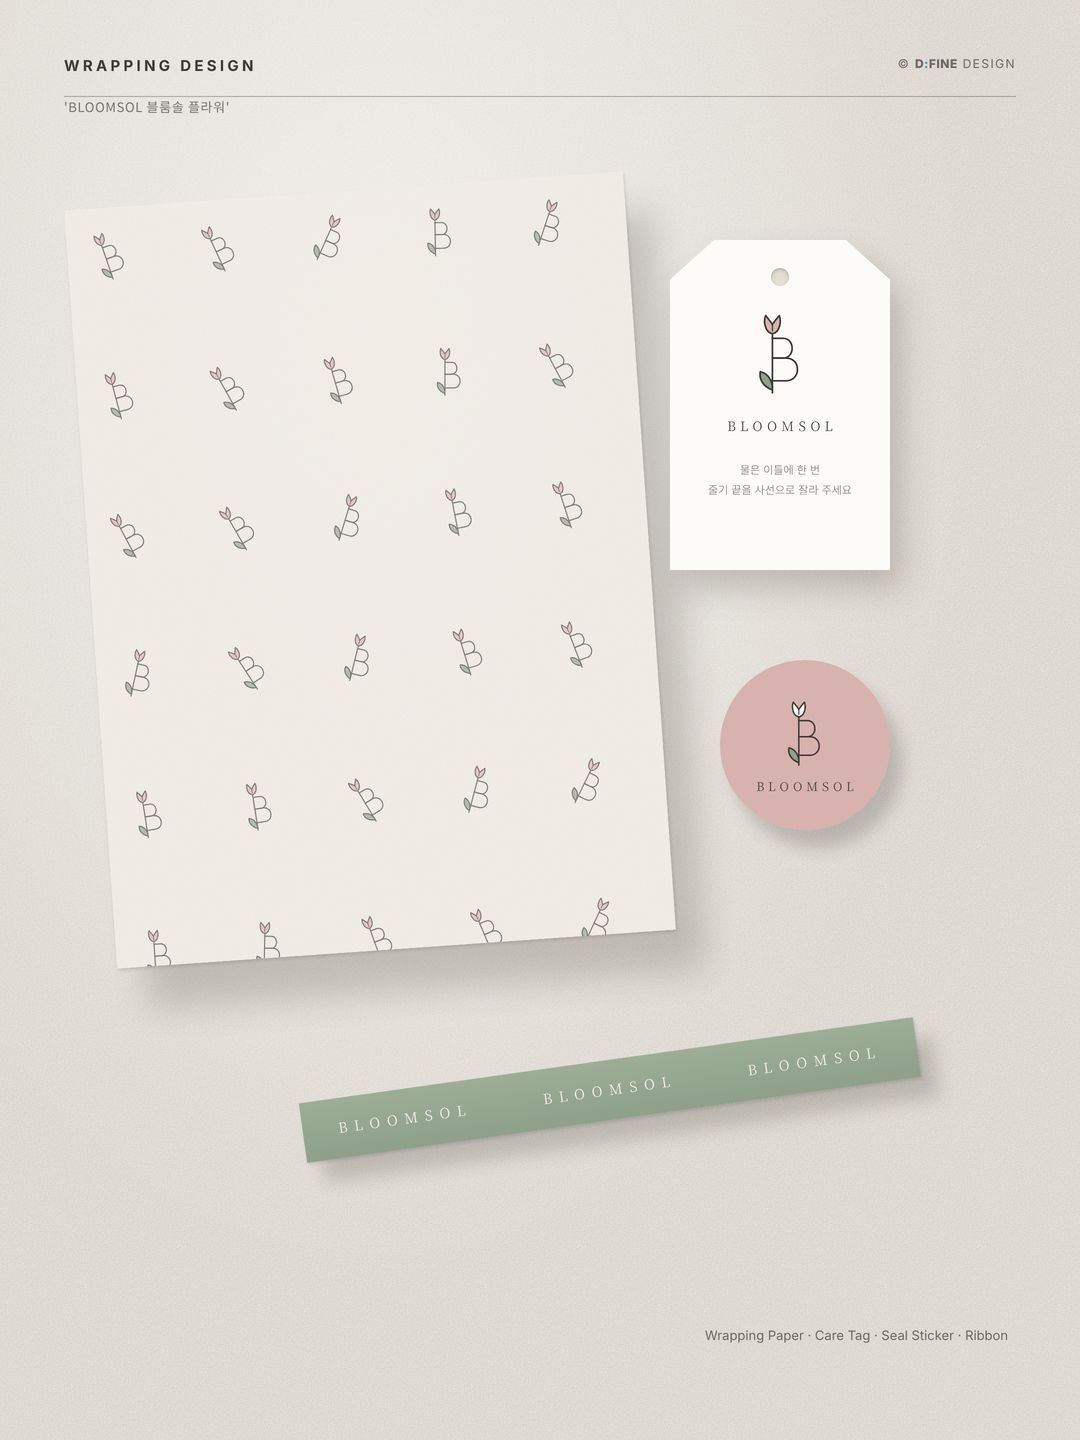 WRAPPING DESIGN
© D:FINE DESIGN
'BLOOMSOL 블룸솔 플라워'
BLOOMSOL
물은 이틀에 한 번
줄기 끝을 사선으로 잘라 주세요
BLOOMSOL
BLOOMSOL BLOOMSOL BLOOMSOL
Wrapping Paper · Care Tag · Seal Sticker · Ribbon